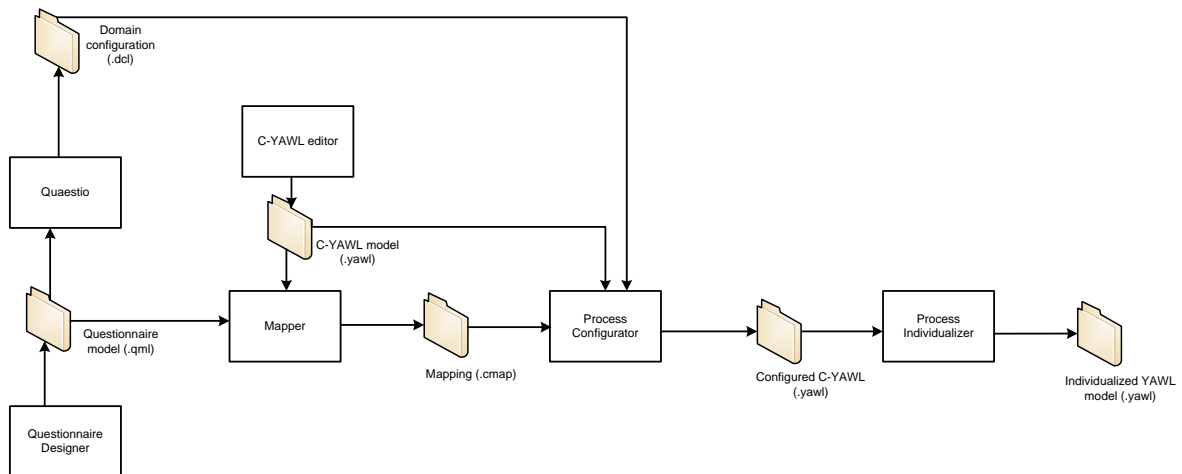 Domain
configuration
(.dcl)
C-YAWL editor
Quaestio
C-YAWL model
(.yawl)
Questionnaire
model (.qml)
Mapper
Mapping (.cmap)
Process
Configurator
Configured C-YAWL
(.yawl)
Process
Individualizer
Individualized YAWL
model (.yawl)
Questionnaire
Designer